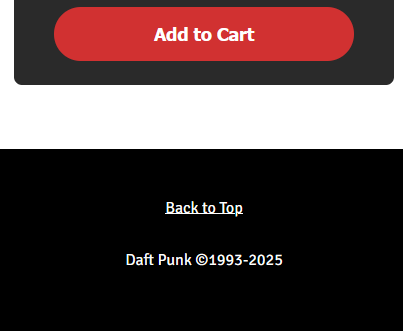 Add to Cart
Back to Top
Daft Punk ©1993-2025